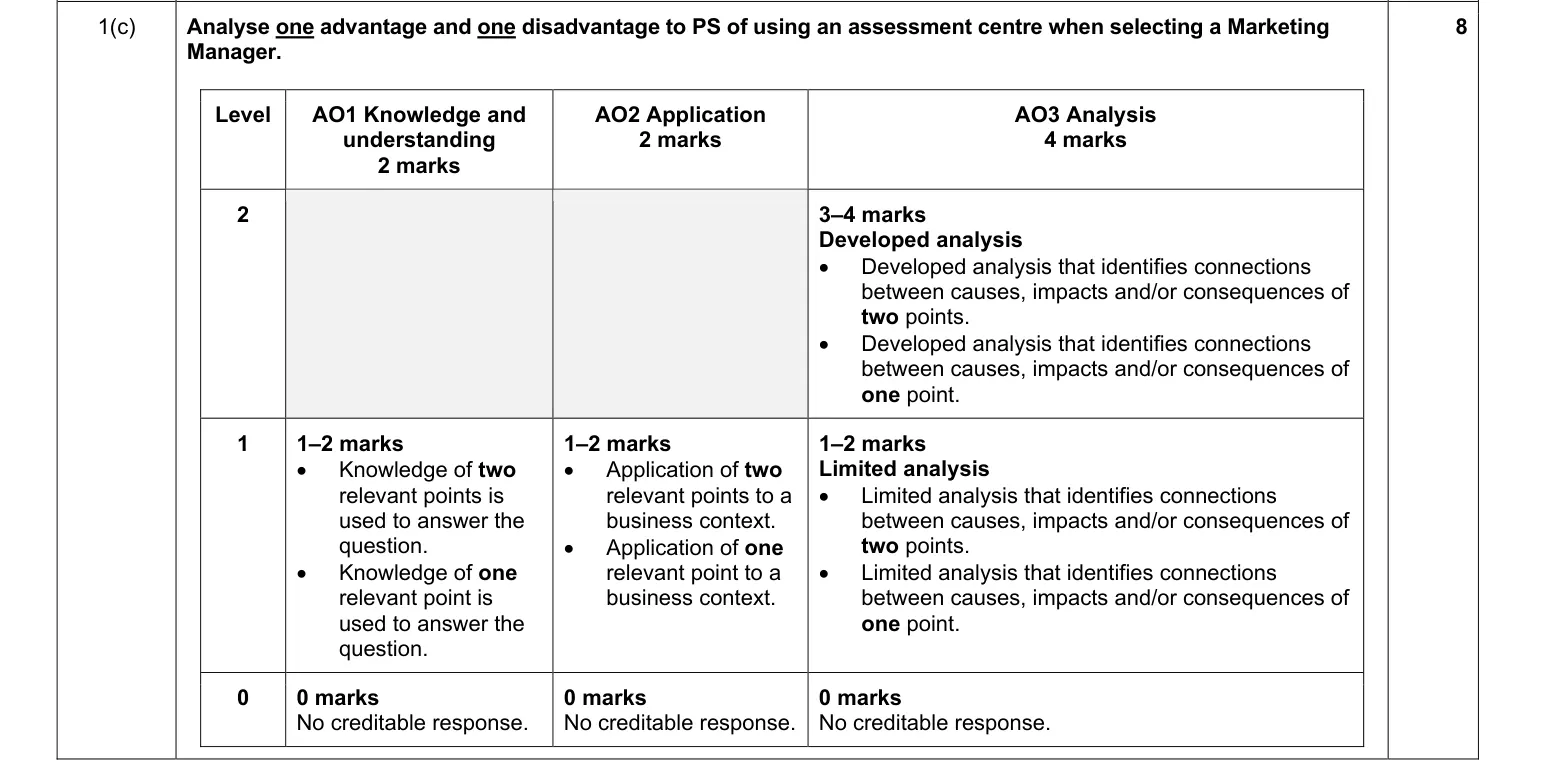 1(c)
Analyse one advantage and one disadvantage to PS of using an assessment centre when selecting a Marketing
Manager.
8
Level
AO1 Knowledge and
understanding
2 marks
AO2 Application
2 marks
AO3 Analysis
4 marks
2
3–4 marks
Developed analysis
• Developed analysis that identifies connections
between causes, impacts and/or consequences of
two points.
• Developed analysis that identifies connections
between causes, impacts and/or consequences of
one point.
1
1–2 marks
• Knowledge of two
relevant points is
used to answer the
question.
• Knowledge of one
relevant point is
used to answer the
question.
1–2 marks
• Application of two
relevant points to a
business context.
• Application of one
relevant point to a
business context.
1–2 marks
Limited analysis
• Limited analysis that identifies connections
between causes, impacts and/or consequences of
two points.
• Limited analysis that identifies connections
between causes, impacts and/or consequences of
one point.
0
0 marks
No creditable response.
0 marks
No creditable response.
0 marks
No creditable response.